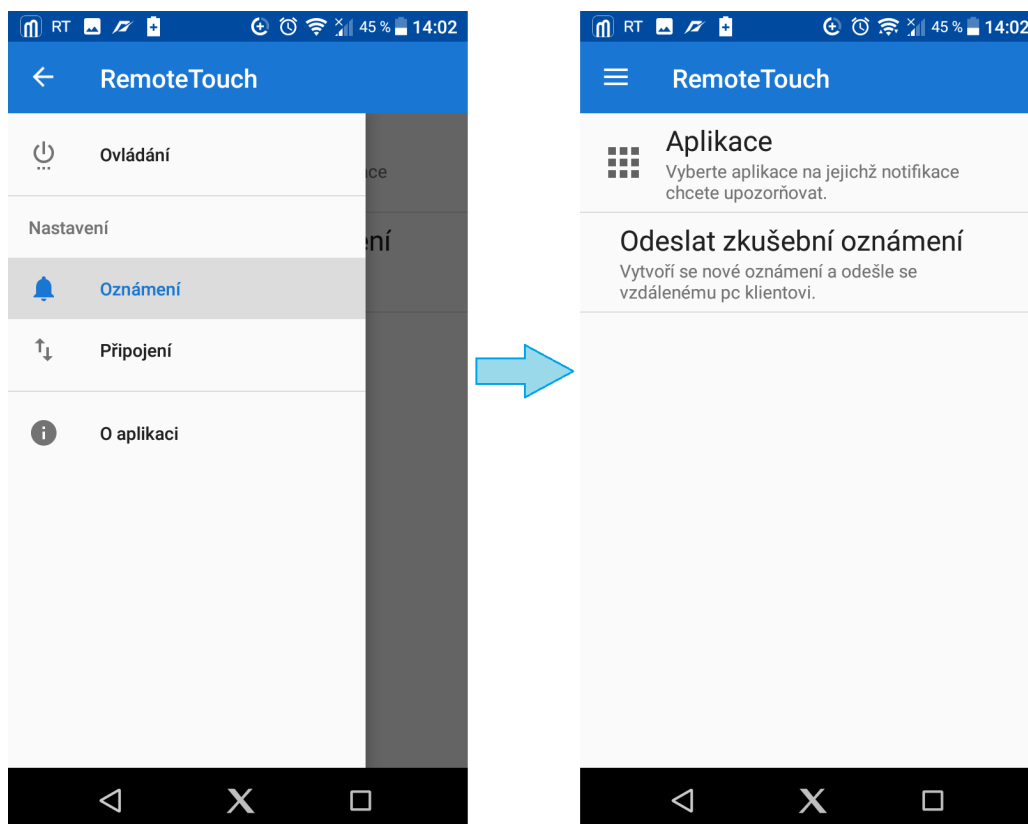 RT 45 % 14:02
RemoteTouch
Ovládání
ce
Nastavení
ní
Oznámení
Připojení
O aplikaci
X
RT 45 % 14:02
RemoteTouch
Aplikace
Vyberte aplikace na jejichž notifikace
chcete upozorňovat.
Odeslat zkušební oznámení
Vytvoří se nové oznámení a odešle se
vzdálenému pc klientovi.
X